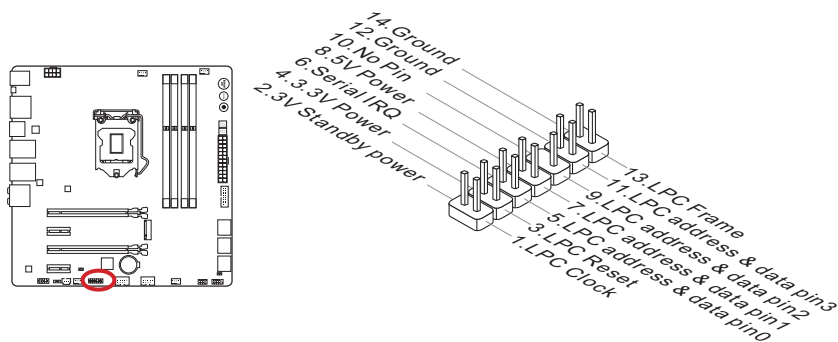 14.Ground
12.Ground
10.No Pin
8.5V Power
6.Serial IRQ
4.3.3V Power
2.3V Standby power
13.LPC Frame
11.LPC address & data pin3
9.LPC address & data pin2
7.LPC address & data pin1
5.LPC address & data pin0
3.LPC Reset
1.LPC Clock